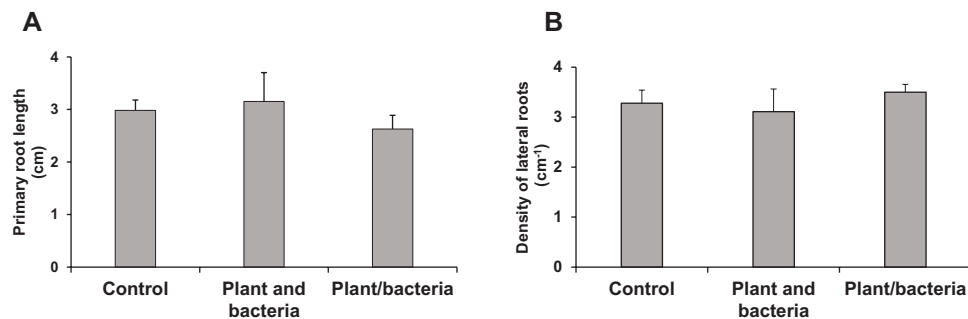 A
Primary root length
(cm)
4
3
2
1
0
Control
Plant and
bacteria
Plant/bacteria
B
Density of lateral roots
(cm-1)
4
3
2
1
0
Control
Plant and
bacteria
Plant/bacteria